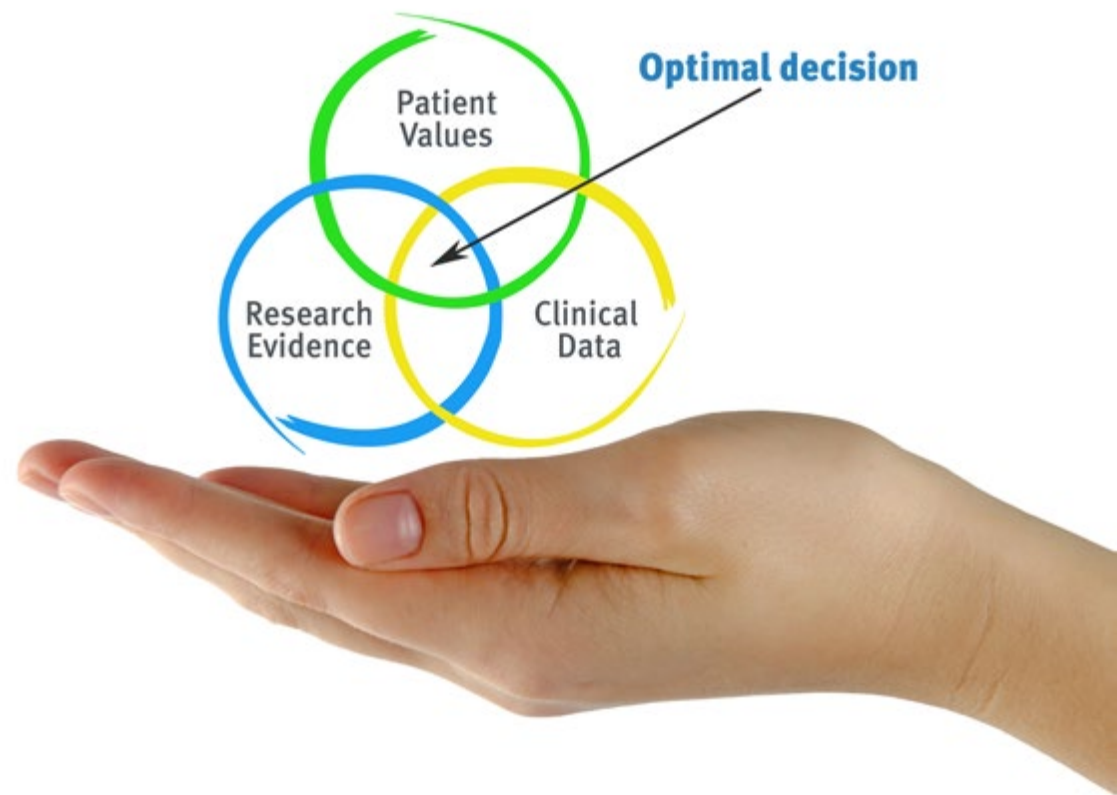 Optimal decision
Patient
Values
Research
Evidence
Clinical
Data